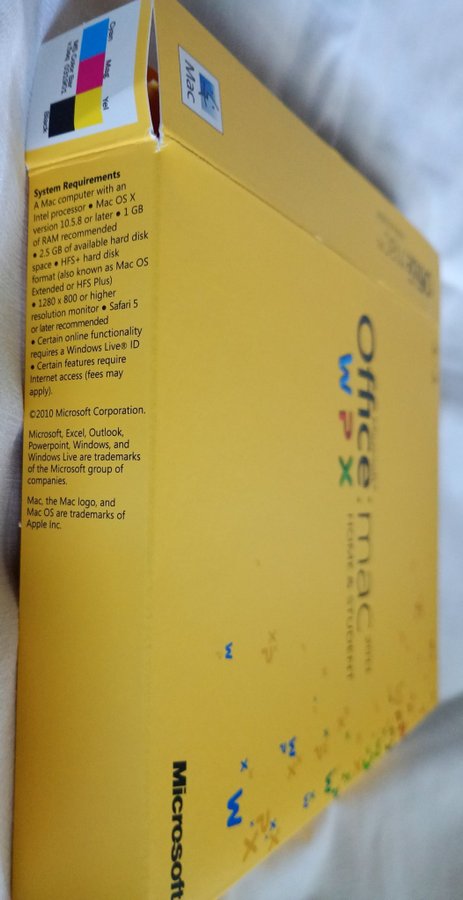 Cyan
Mag
Yel
Black
MS Color Bar
Mac
System Requirements
A Mac computer with an
Intel processor • Mac OS X
version 10.5.8 or later • 1 GB
of RAM recommended
• 2.5 GB of available hard disk
space • HFS+ hard disk
format (also known as Mac OS
Extended or HFS Plus)
• 1280 x 800 or higher
resolution monitor • Safari 5
or later recommended
• Certain online functionality
requires a Windows Live® ID
• Certain features require
Internet access (fees may
apply).
©2010 Microsoft Corporation.
Microsoft, Excel, Outlook,
Powerpoint, Windows, and
Windows Live are trademarks
of the Microsoft group of
companies.
Mac, the Mac logo, and
Mac OS are trademarks of
Apple Inc.
Microsoft
Office:mac 2011
HOME & STUDENT
W P X
Office:mac